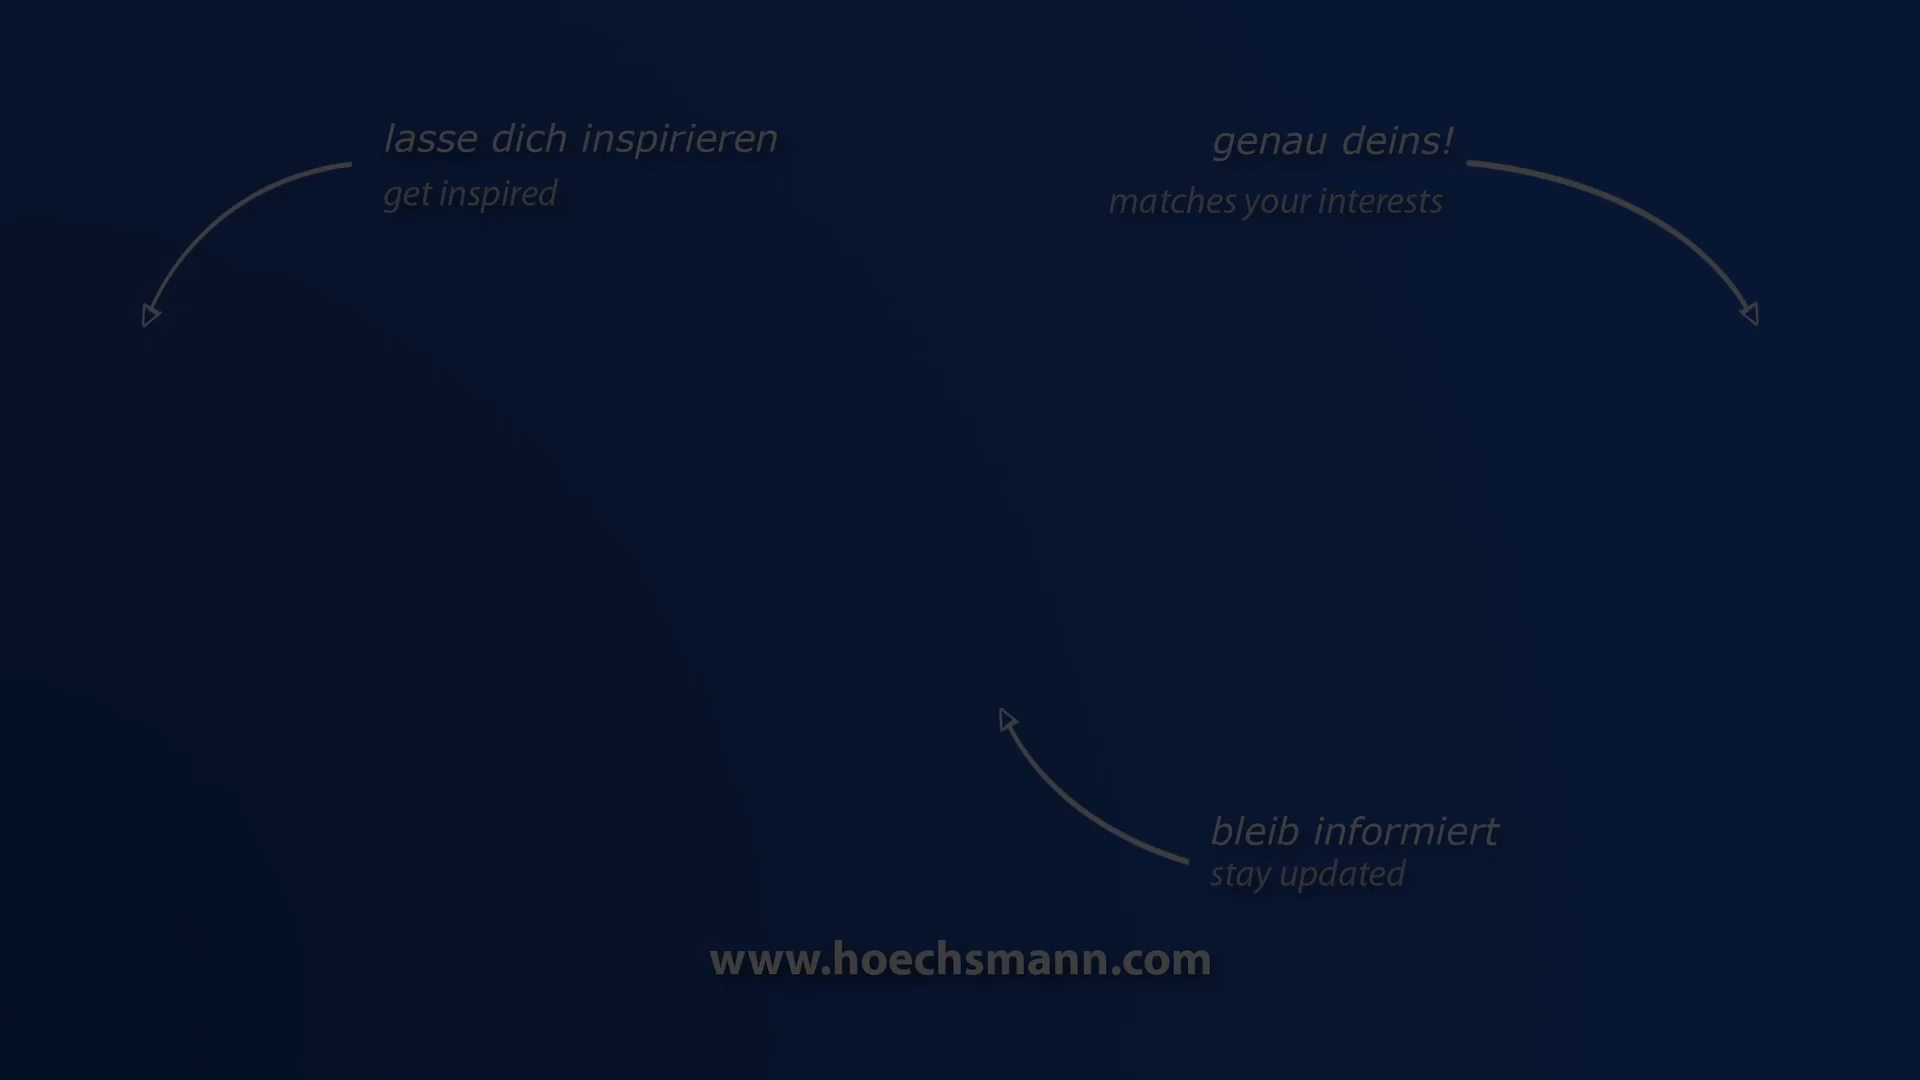 lasse dich inspirieren
get inspired
genau deins!
matches your interests
bleib informiert
stay updated
www.hoechsmann.com